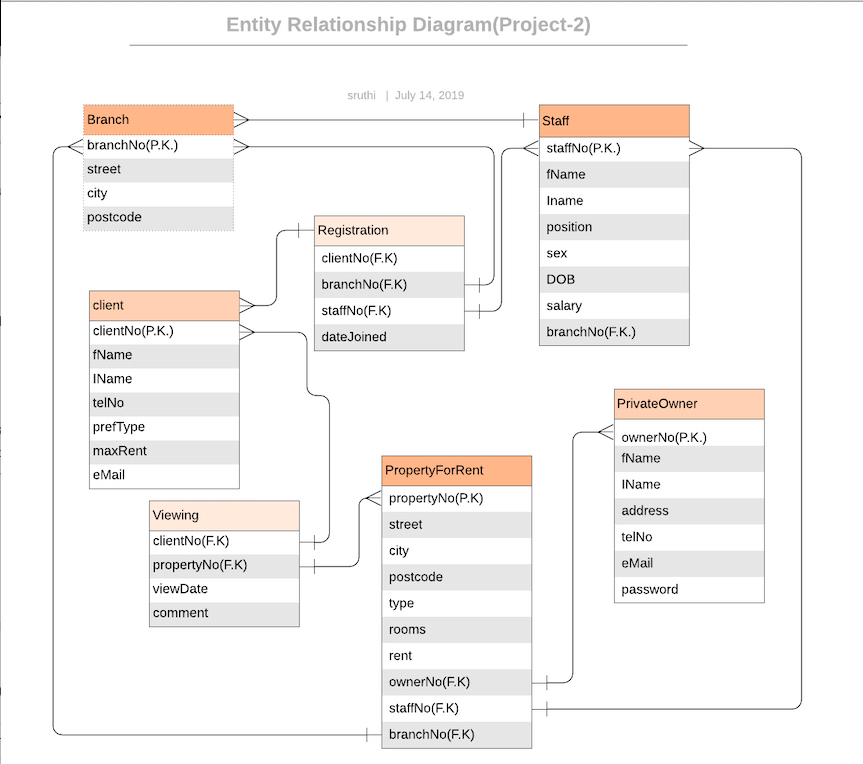 Entity Relationship Diagram(Project-2)
sruthi | July 14, 2019
Branch
branchNo(P.K.)
street
city
postcode
Staff
staffNo(P.K.)
fName
lname
position
sex
DOB
salary
branchNo(F.K.)
Registration
clientNo(F.K)
branchNo(F.K)
staffNo(F.K)
dateJoined
client
clientNo(P.K.)
fName
lName
telNo
prefType
maxRent
eMail
PrivateOwner
ownerNo(P.K.)
fName
lName
address
telNo
eMail
password
PropertyForRent
propertyNo(P.K)
street
city
postcode
type
rooms
rent
ownerNo(F.K)
staffNo(F.K)
branchNo(F.K)
Viewing
clientNo(F.K)
propertyNo(F.K)
viewDate
comment